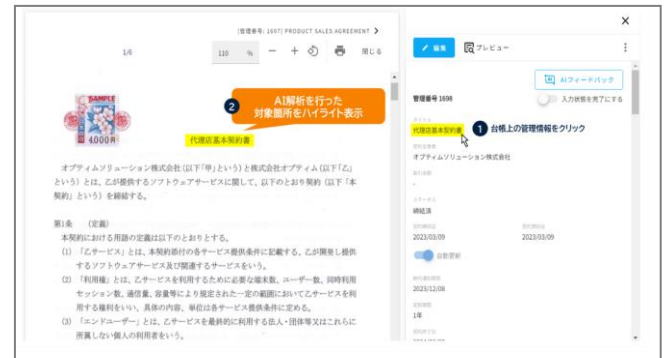 [管理番号: 1697] PRODUCT SALES AGREEMENT
1/6
110 %
閉じる
編集
プレビュー
AIフィードバック
管理番号 1698
入力状態を完了にする
SAMPLE
4,000
2 AI解析を行った
対象箇所をハイライト表示
代理店基本契約書
タイトル
代理店基本契約書
1 台帳上の管理情報をクリック
オプティムソリューション株式会社
取引金額
-
ステータス
締結済
2023/03/09
2023/03/09
自動更新
2023/12/08
1年
オプティムソリューション株式会社(以下「甲」という)と株式会社オプティム(以下「乙」
という)とは、乙が提供するソフトウェアサービスに関して、以下のとおり契約(以下「本
契約」という)を締結する。
第1条 (定義)
本契約における用語の定義は以下のとおりとする。
(1) 「乙サービス」とは、本契約添付の各サービス提供条件に記載する、乙が開発し提供
するソフトウェアサービス及び関連するサービスをいう。
(2) 「利用権」とは、乙サービスを利用するために必要な端末数、ユーザー数、同時利用
セッション数、通信量、容量等により規定された一定の範囲において乙サービスを利
用する権利をいい、具体の内容、単位は各サービス提供条件に定める。
(3) 「エンドユーザー」とは、乙サービスを最終的に利用する法人・団体等又はこれらに
所属しない個人の利用者をいう。